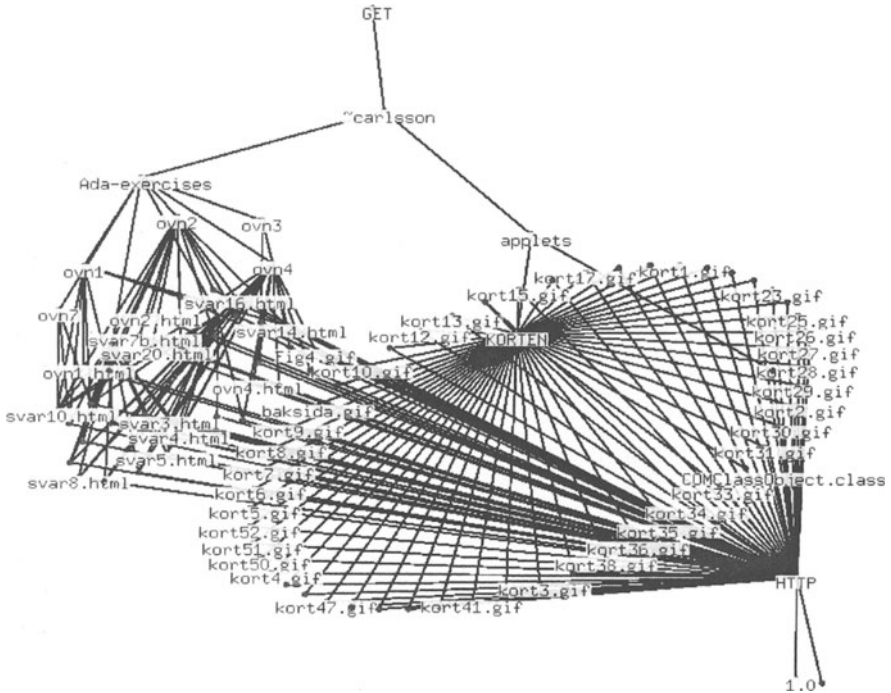 GET
~carlsson
Ada-exercises
ovn2
ovn3
applets
ovn1
ovn4
kort17.gif
kort1.gif
svar16.html
kort15.gif
kort23.gif
ovn7
ovn2.html
kort13.gif
kort25.gif
svar14.html
kort12.gif
KORTEN
kort26.gif
svar7b.html
svar20.html
Fig4.gif
kort27.gif
ovn1.html
kort10.gif
kort28.gif
ovn4.html
kort29.gif
svar10.html
baksida.gif
kort2.gif
svar3.html
kort9.gif
kort30.gif
svar4.html
kort8.gif
kort31.gif
svar5.html
kort7.gif
svar8.html
CDMClassObject.class
kort6.gif
kort33.gif
kort5.gif
kort34.gif
kort52.gif
kort35.gif
kort51.gif
kort36.gif
kort50.gif
kort38.gif
kort4.gif
HTTP
kort3.gif
kort47.gif
kort41.gif
1.0